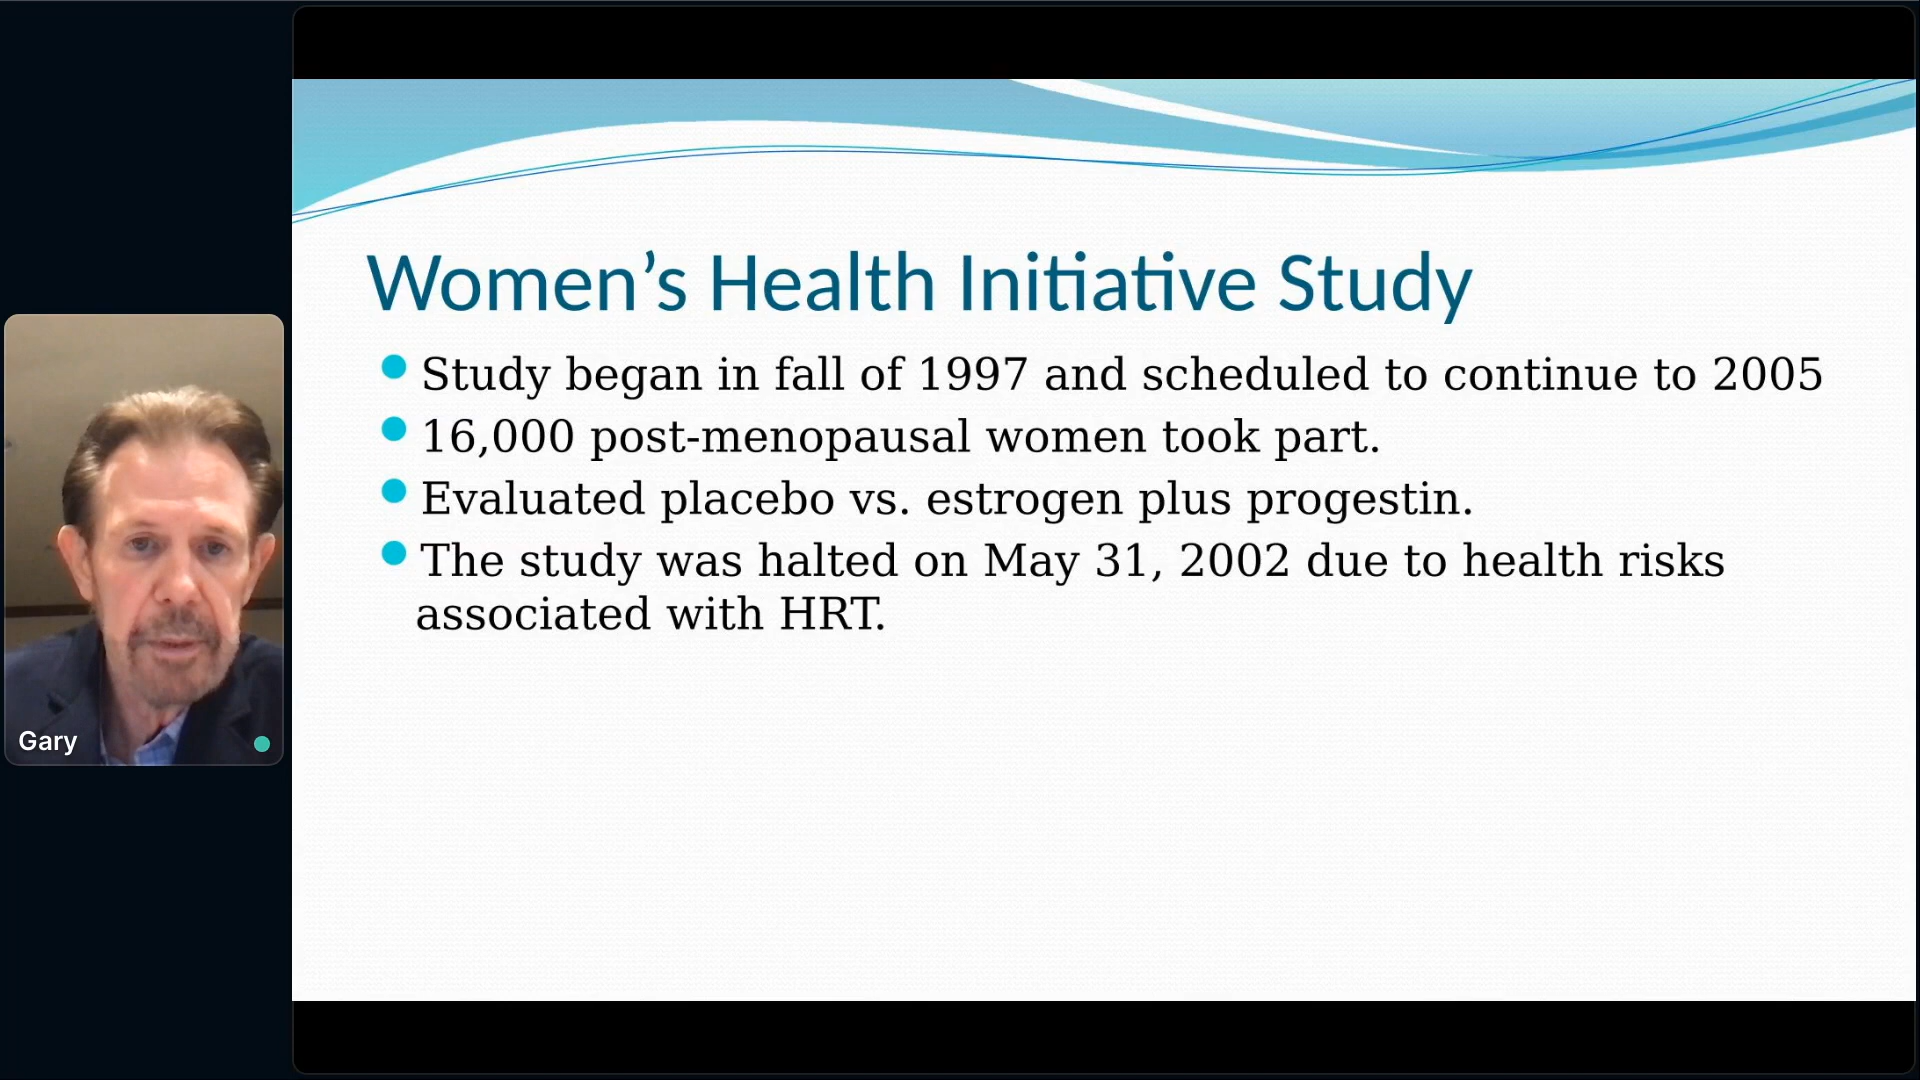 Women’s Health Initiative Study
Study began in fall of 1997 and scheduled to continue to 2005
16,000 post-menopausal women took part.
Evaluated placebo vs. estrogen plus progestin.
The study was halted on May 31, 2002 due to health risks
associated with HRT.
Gary